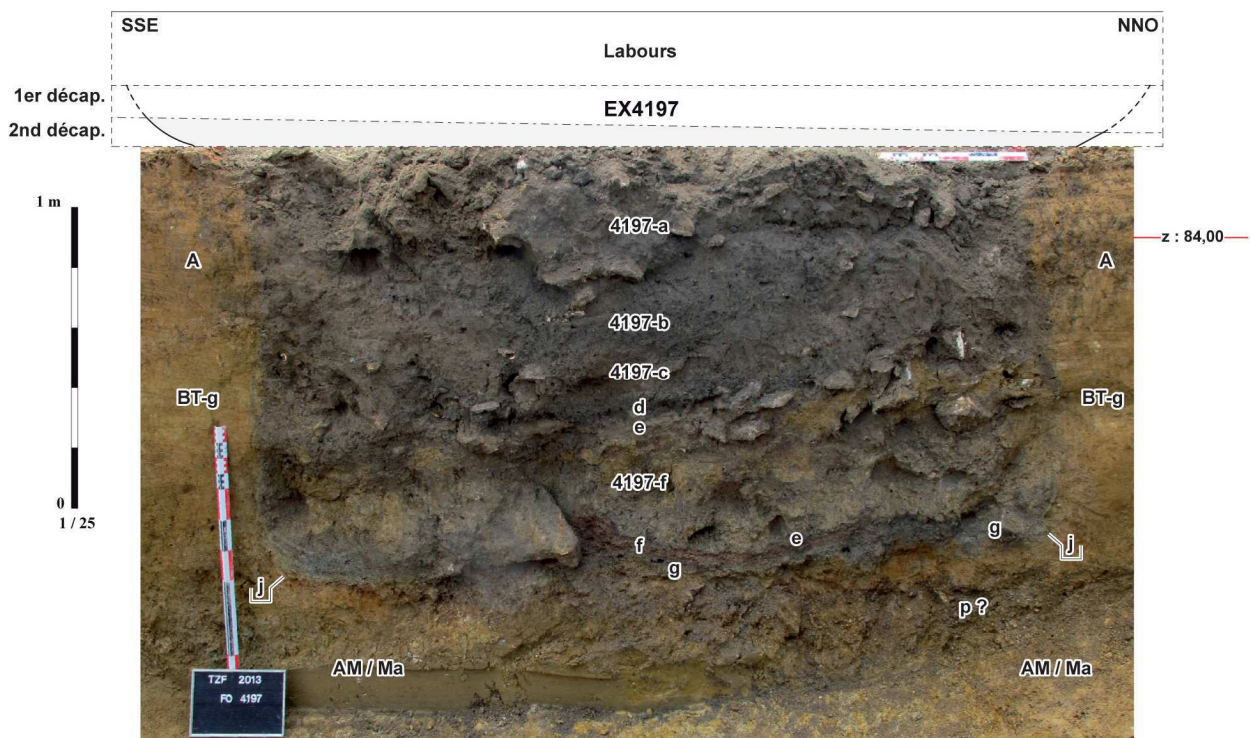 SSE
NNO
Labours
1er décap.
EX4197
2nd décap.
1 m
4197-a
z : 84,00
A
A
4197-b
4197-c
BT-g
BT-g
d
e
4197-f
0
1 / 25
f
e
g
g
j
j
p ?
AM / Ma
AM / Ma
TZF 2013
FO 4197